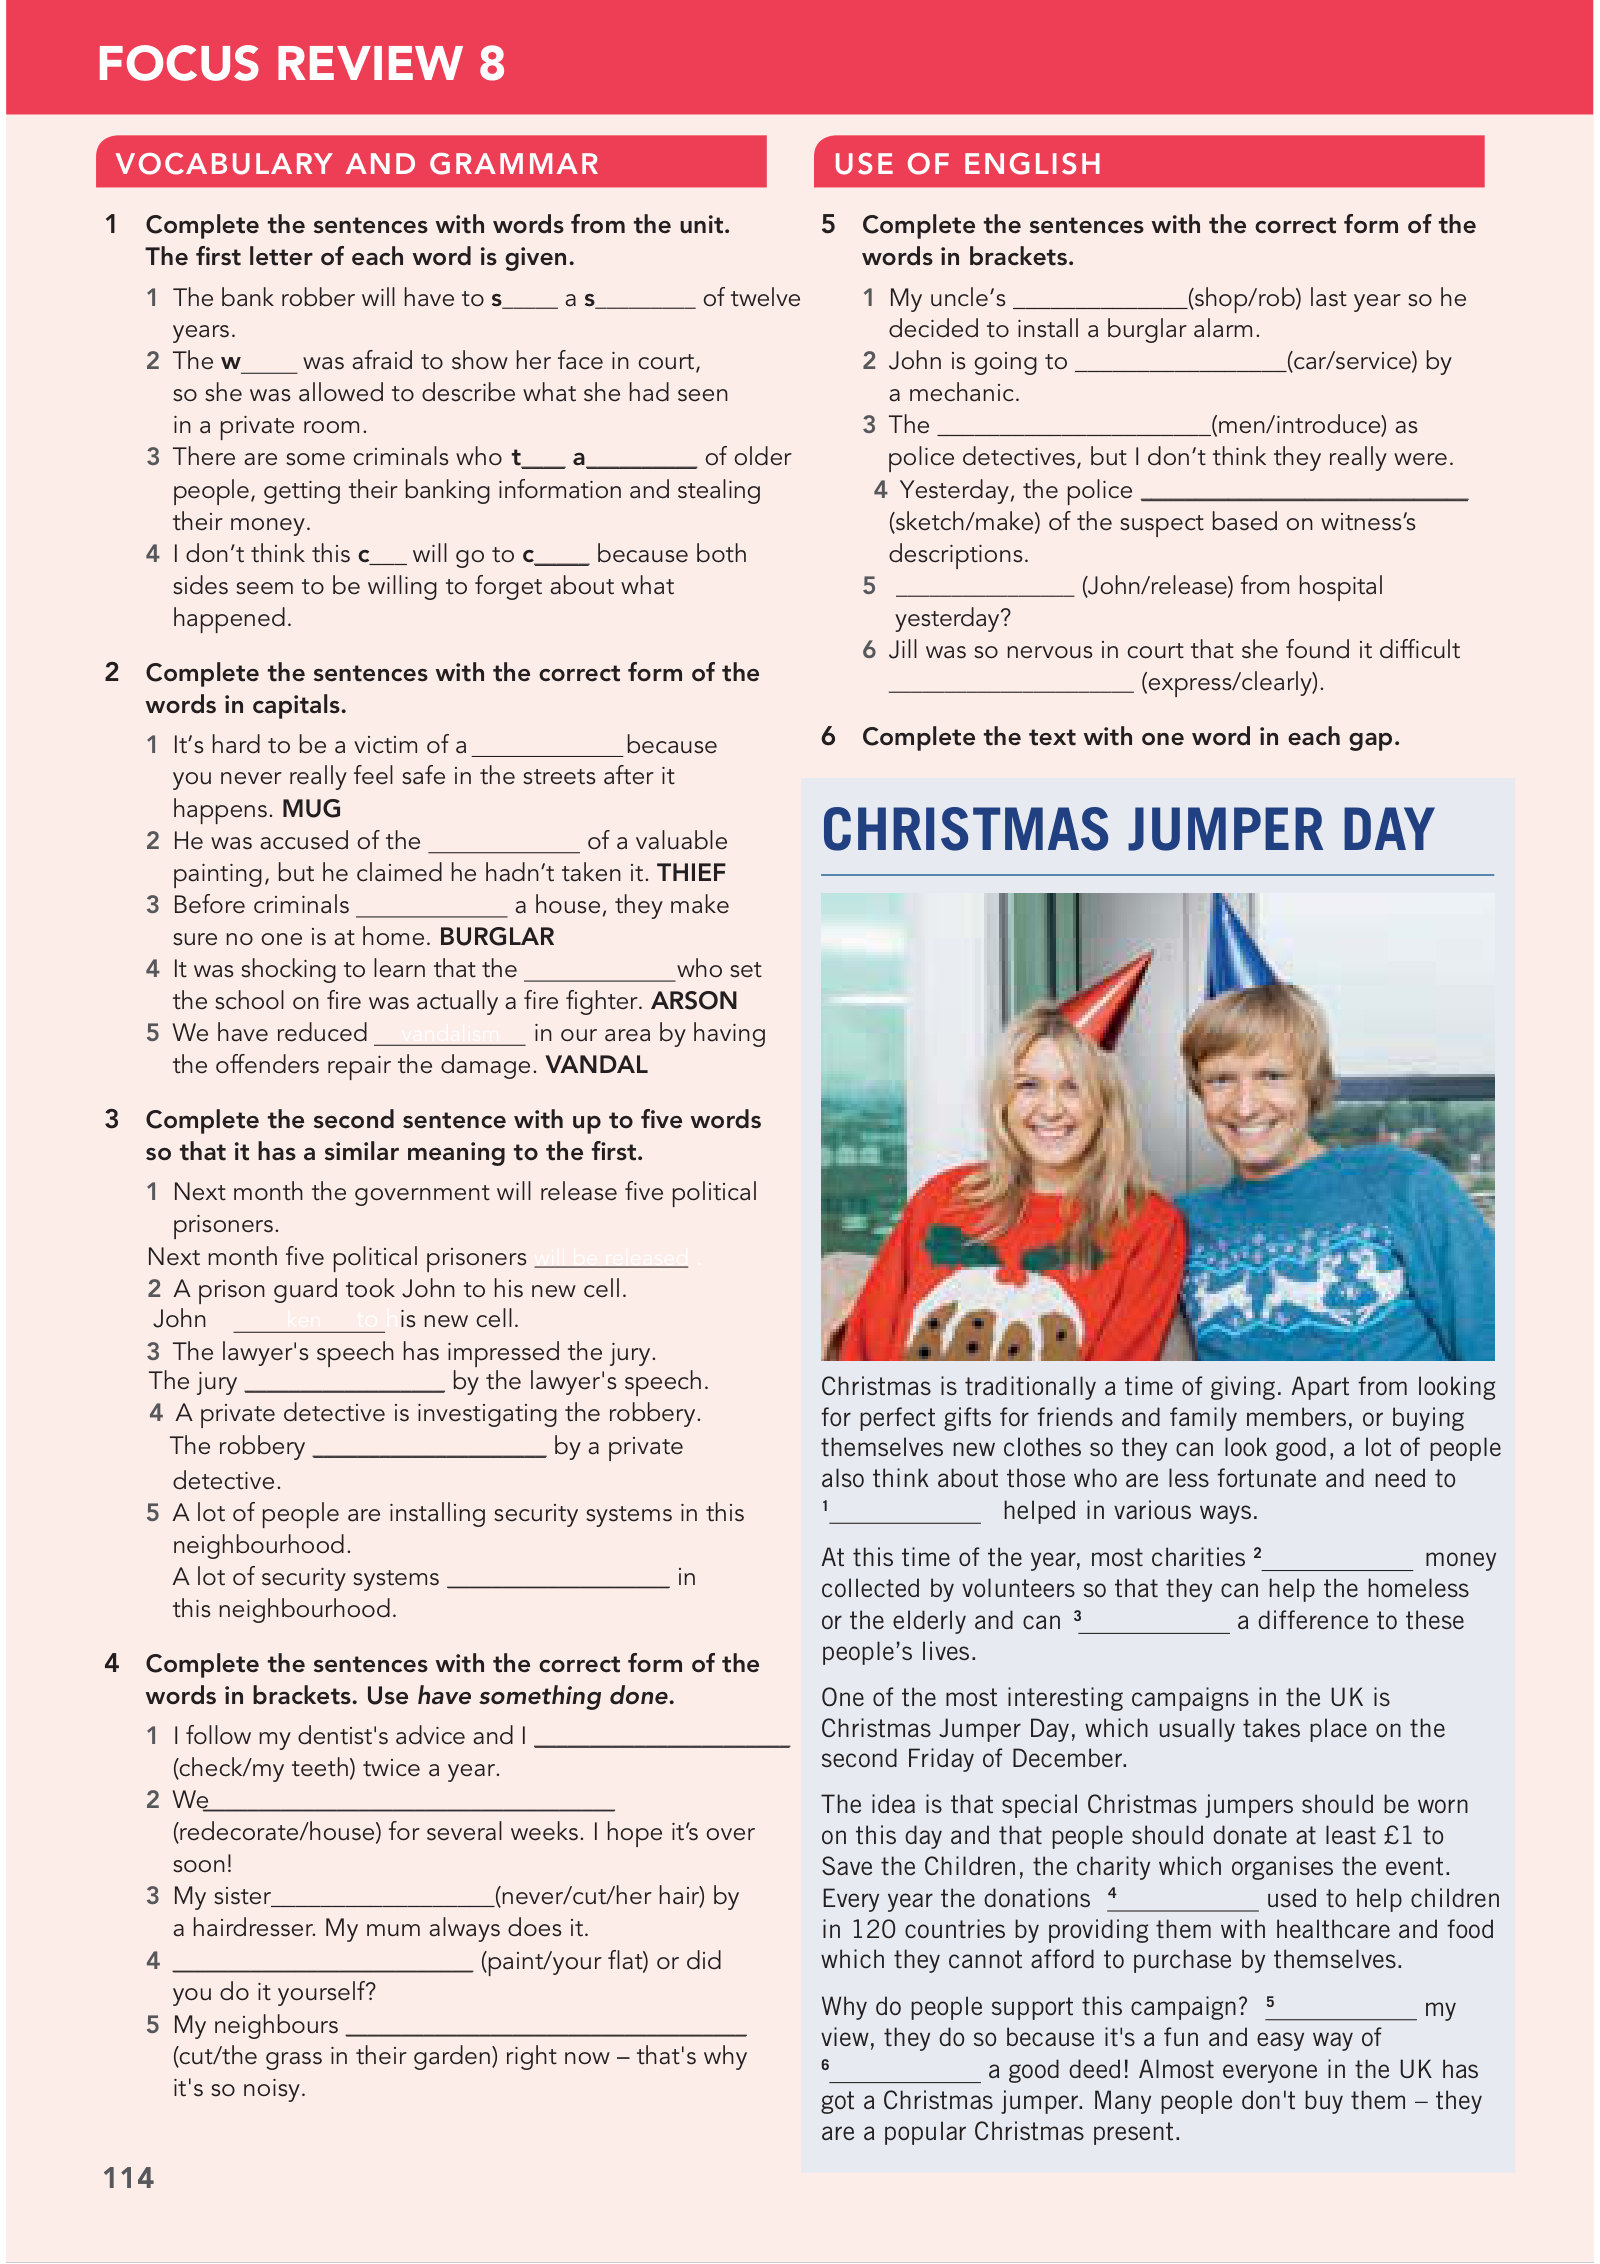 FOCUS REVIEW 8
VOCABULARY AND GRAMMAR
1 Complete the sentences with words from the unit.
The first letter of each word is given.
1 The bank robber will have to s_____ a s_________ of twelve
years.
2 The w_____ was afraid to show her face in court,
so she was allowed to describe what she had seen
in a private room.
3 There are some criminals who t____ a__________ of older
people, getting their banking information and stealing
their money.
4 I don't think this c___ will go to c_____ because both
sides seem to be willing to forget about what
happened.
2 Complete the sentences with the correct form of the
words in capitals.
1 It's hard to be a victim of a ____________ because
you never really feel safe in the streets after it
happens. MUG
2 He was accused of the ____________ of a valuable
painting, but he claimed he hadn't taken it. THIEF
3 Before criminals ____________ a house, they make
sure no one is at home. BURGLAR
4 It was shocking to learn that the ____________ who set
the school on fire was actually a fire fighter. ARSON
5 We have reduced vandalism in our area by having
the offenders repair the damage. VANDAL
3 Complete the second sentence with up to five words
so that it has a similar meaning to the first.
1 Next month the government will release five political
prisoners.
Next month five political prisoners will be released.
2 A prison guard took John to his new cell.
John ken to his new cell.
3 The lawyer's speech has impressed the jury.
The jury ________________ by the lawyer's speech.
4 A private detective is investigating the robbery.
The robbery __________________ by a private
detective.
5 A lot of people are installing security systems in this
neighbourhood.
A lot of security systems __________________ in
this neighbourhood.
4 Complete the sentences with the correct form of the
words in brackets. Use have something done.
1 I follow my dentist's advice and I ____________________
(check/my teeth) twice a year.
2 We________________________________
(redecorate/house) for several weeks. I hope it's over
soon!
3 My sister__________________(never/cut/her hair) by
a hairdresser. My mum always does it.
4 ________________________ (paint/your flat) or did
you do it yourself?
5 My neighbours ________________________________
(cut/the grass in their garden) right now – that's why
it's so noisy.
114
USE OF ENGLISH
5 Complete the sentences with the correct form of the
words in brackets.
1 My uncle's ______________(shop/rob) last year so he
decided to install a burglar alarm.
2 John is going to _________________(car/service) by
a mechanic.
3 The ______________________(men/introduce) as
police detectives, but I don't think they really were.
4 Yesterday, the police __________________________
(sketch/make) of the suspect based on witness's
descriptions.
5 ______________ (John/release) from hospital
yesterday?
6 Jill was so nervous in court that she found it difficult
____________________ (express/clearly).
6 Complete the text with one word in each gap.
CHRISTMAS JUMPER DAY
Christmas is traditionally a time of giving. Apart from looking
for perfect gifts for friends and family members, or buying
themselves new clothes so they can look good, a lot of people
also think about those who are less fortunate and need to
1____________ helped in various ways.
At this time of the year, most charities 2____________ money
collected by volunteers so that they can help the homeless
or the elderly and can 3____________ a difference to these
people's lives.
One of the most interesting campaigns in the UK is
Christmas Jumper Day, which usually takes place on the
second Friday of December.
The idea is that special Christmas jumpers should be worn
on this day and that people should donate at least £1 to
Save the Children, the charity which organises the event.
Every year the donations 4____________ used to help children
in 120 countries by providing them with healthcare and food
which they cannot afford to purchase by themselves.
Why do people support this campaign? 5____________ my
view, they do so because it's a fun and easy way of
6____________ a good deed! Almost everyone in the UK has
got a Christmas jumper. Many people don't buy them – they
are a popular Christmas present.